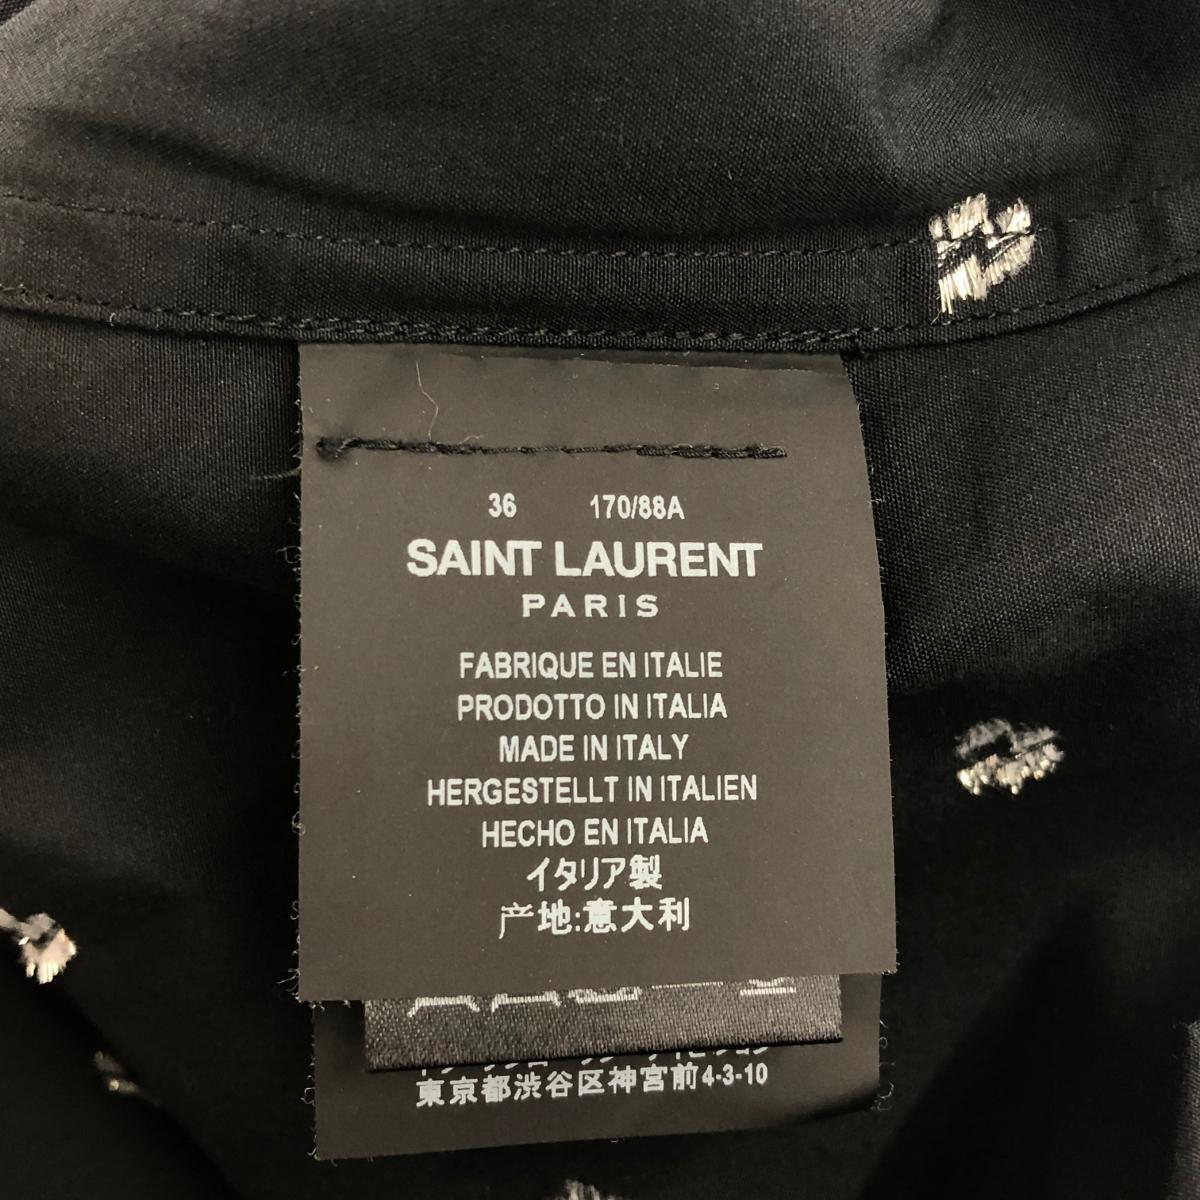 36 170/88A
SAINT LAURENT
PARIS
FABRIQUE EN ITALIE
PRODOTTO IN ITALIA
MADE IN ITALY
HERGESTELLT IN ITALIEN
HECHO EN ITALIA
イタリア製
产地:意大利
東京都渋谷区神宮前4-3-10